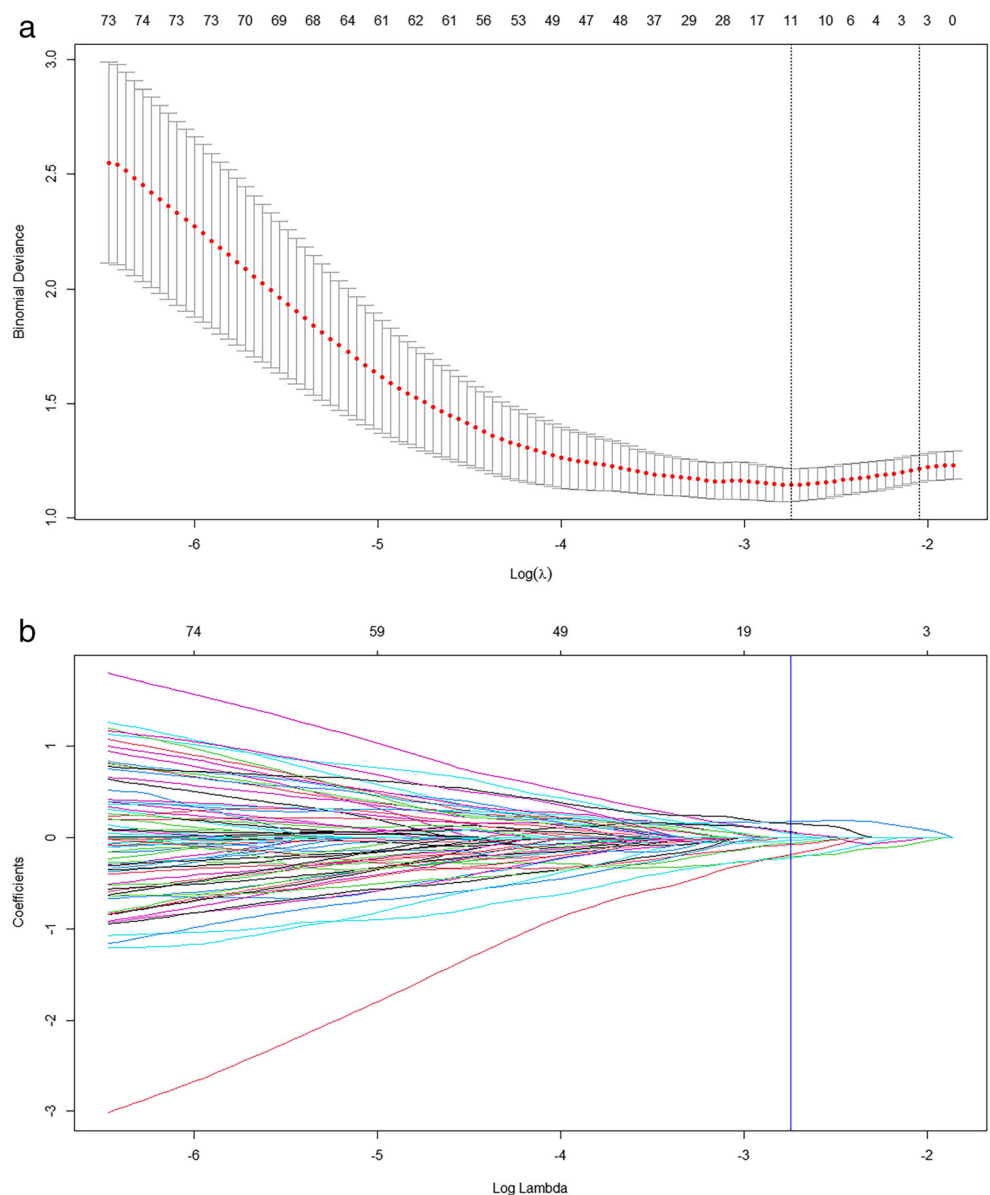 a
73 74 73 73 70 69 68 64 61 62 61 56 53 49 47 48 37 29 28 17 11 10 6 4 3 3 0
3.0
2.5
2.0
1.5
1.0
Binomial Deviance
-6 -5 -4 -3 -2
Log(λ)
b
74 59 49 19 3
1
0
-1
-2
-3
Coefficients
-6 -5 -4 -3 -2
Log Lambda